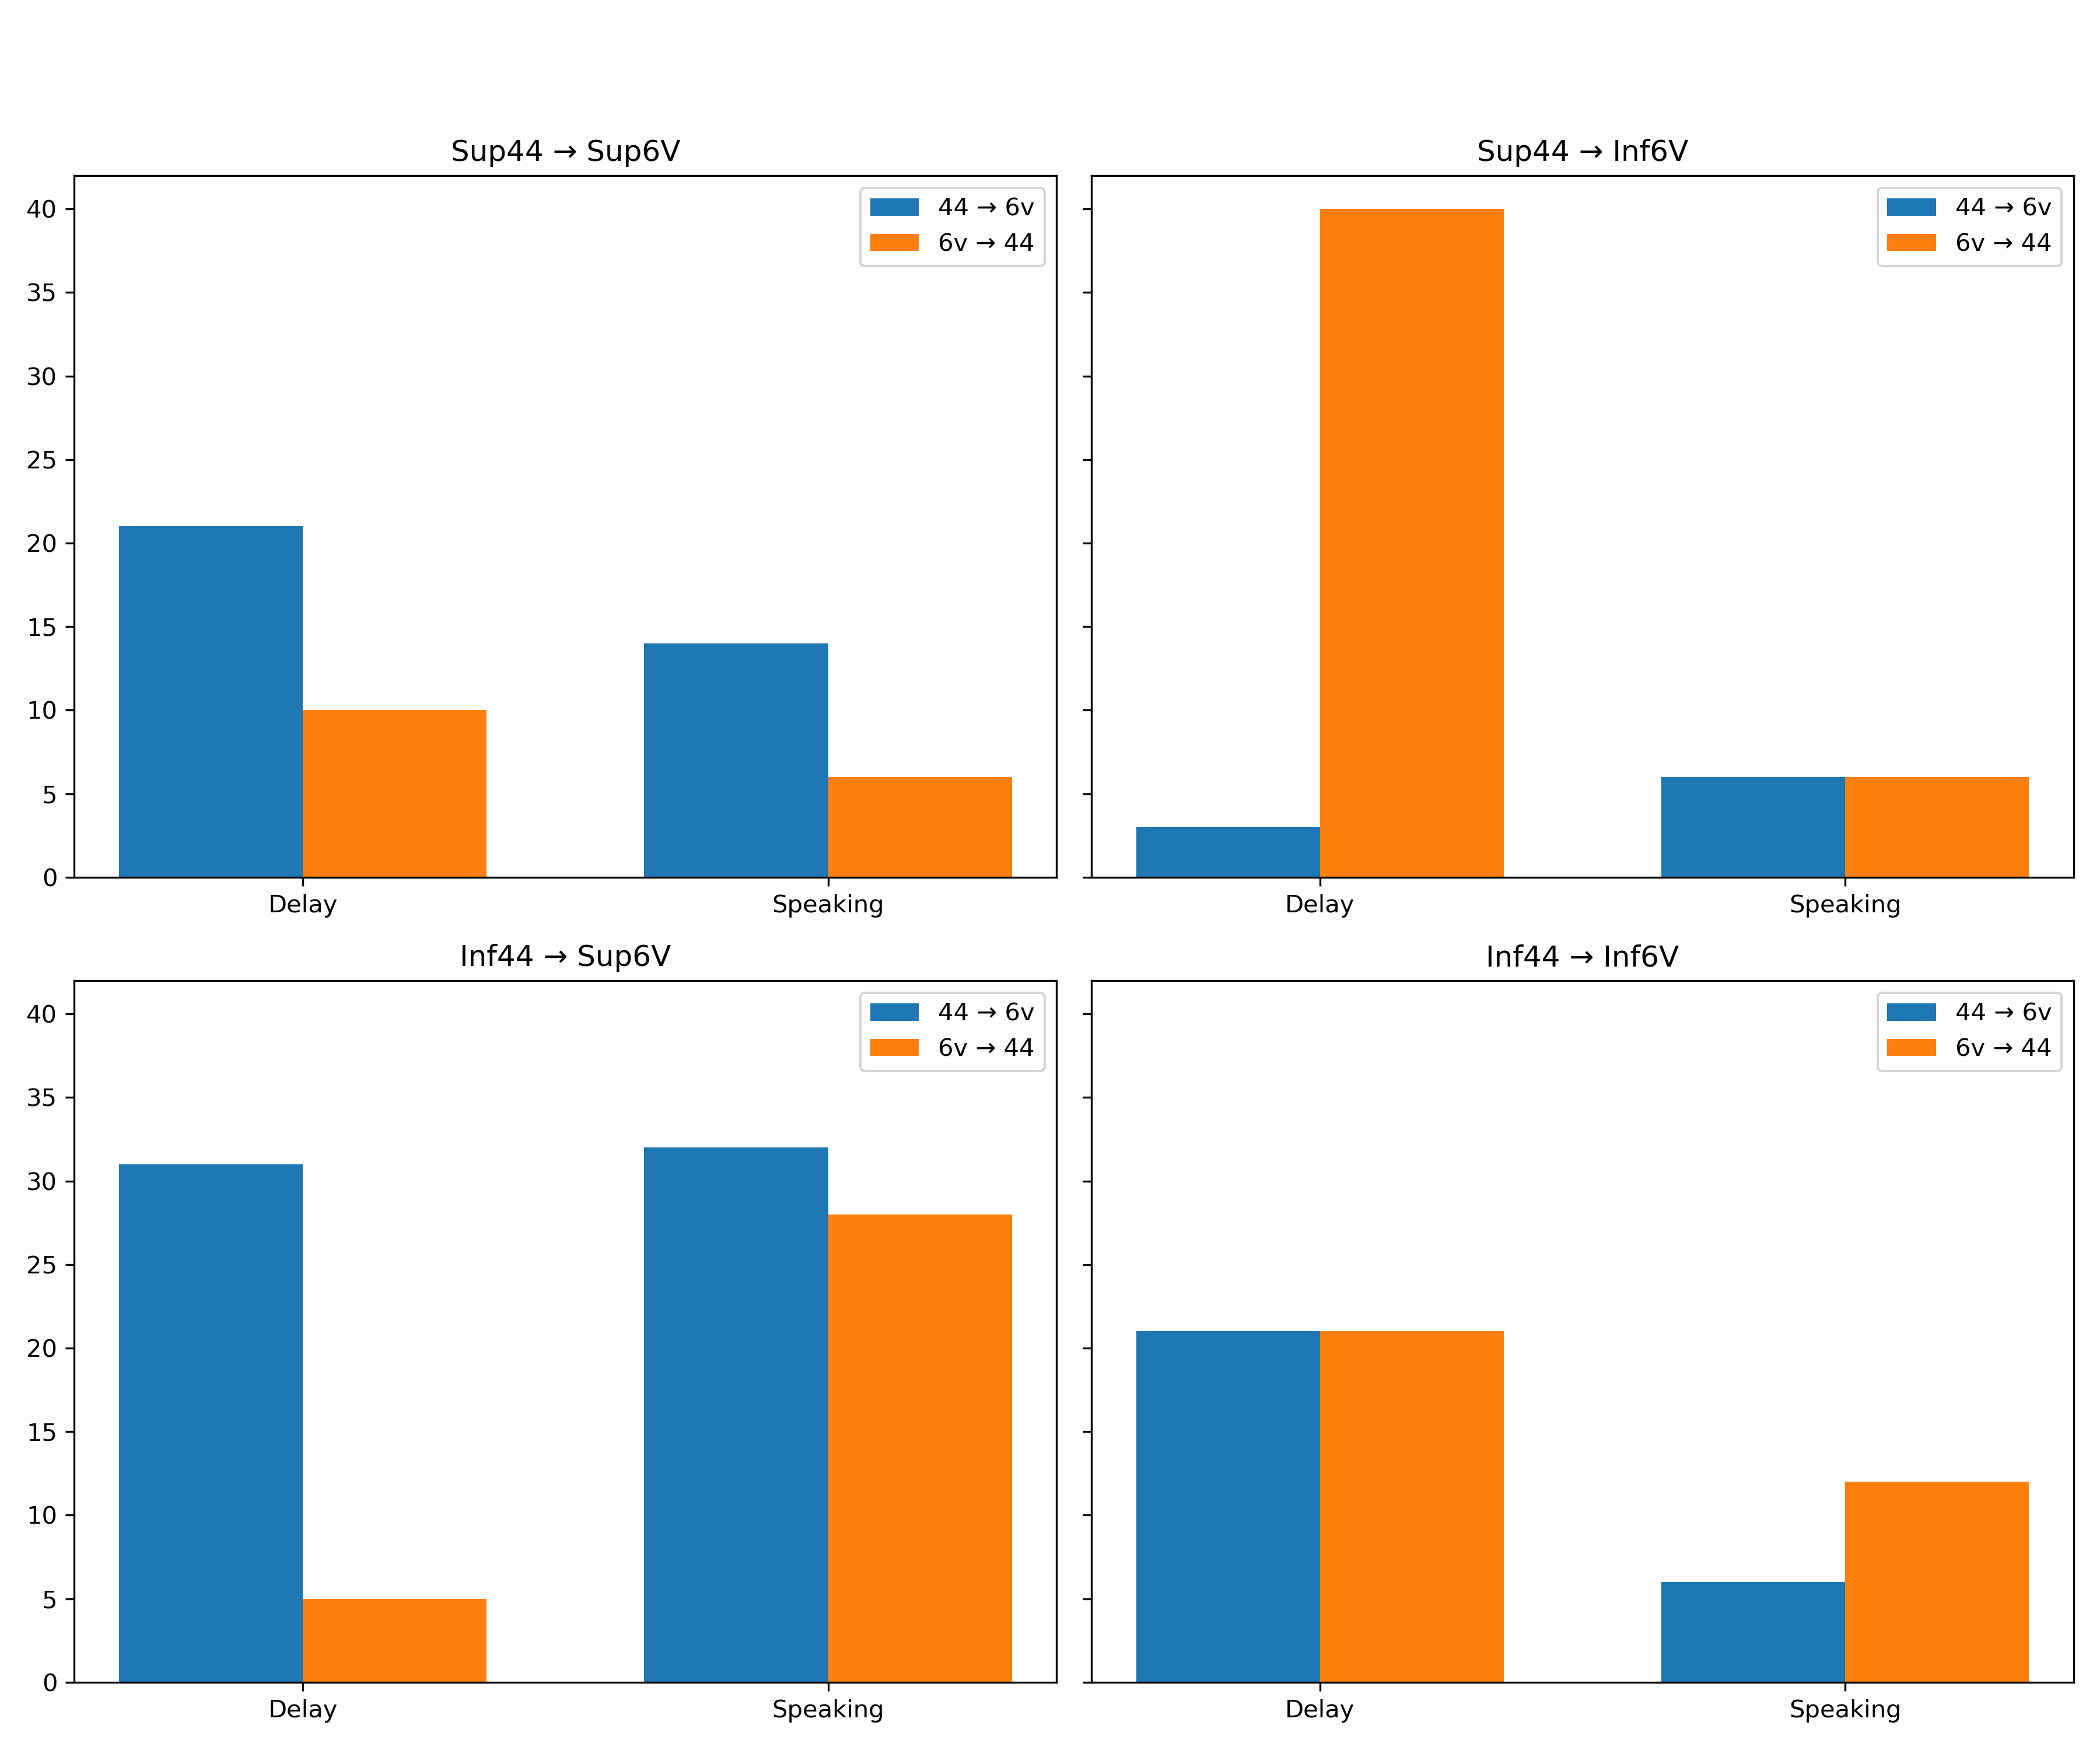 Sup44 → Sup6V
44 → 6v
6v → 44
40
35
30
25
20
15
10
5
0
Delay Speaking
Sup44 → Inf6V
44 → 6v
6v → 44
Delay Speaking
Inf44 → Sup6V
44 → 6v
6v → 44
40
35
30
25
20
15
10
5
0
Delay Speaking
Inf44 → Inf6V
44 → 6v
6v → 44
Delay Speaking